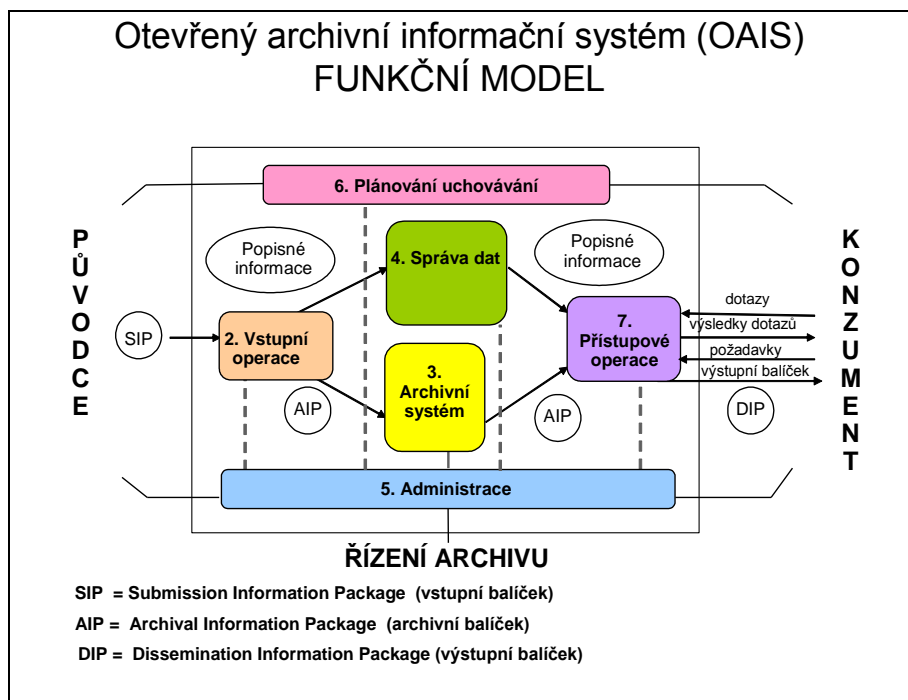 Otevřený archivní informační systém (OAIS)
FUNKČNÍ MODEL
6. Plánování uchovávání
PŮVODCE
Popisné
informace
4. Správa dat
Popisné
informace
KONZUMENT
SIP
2. Vstupní
operace
7.
Přístupové
operace
dotazy
výsledky dotazů
požadavky
výstupní balíček
3.
Archivní
systém
AIP
AIP
DIP
5. Administrace
ŘÍZENÍ ARCHIVU
SIP = Submission Information Package (vstupní balíček)
AIP = Archival Information Package (archivní balíček)
DIP = Dissemination Information Package (výstupní balíček)